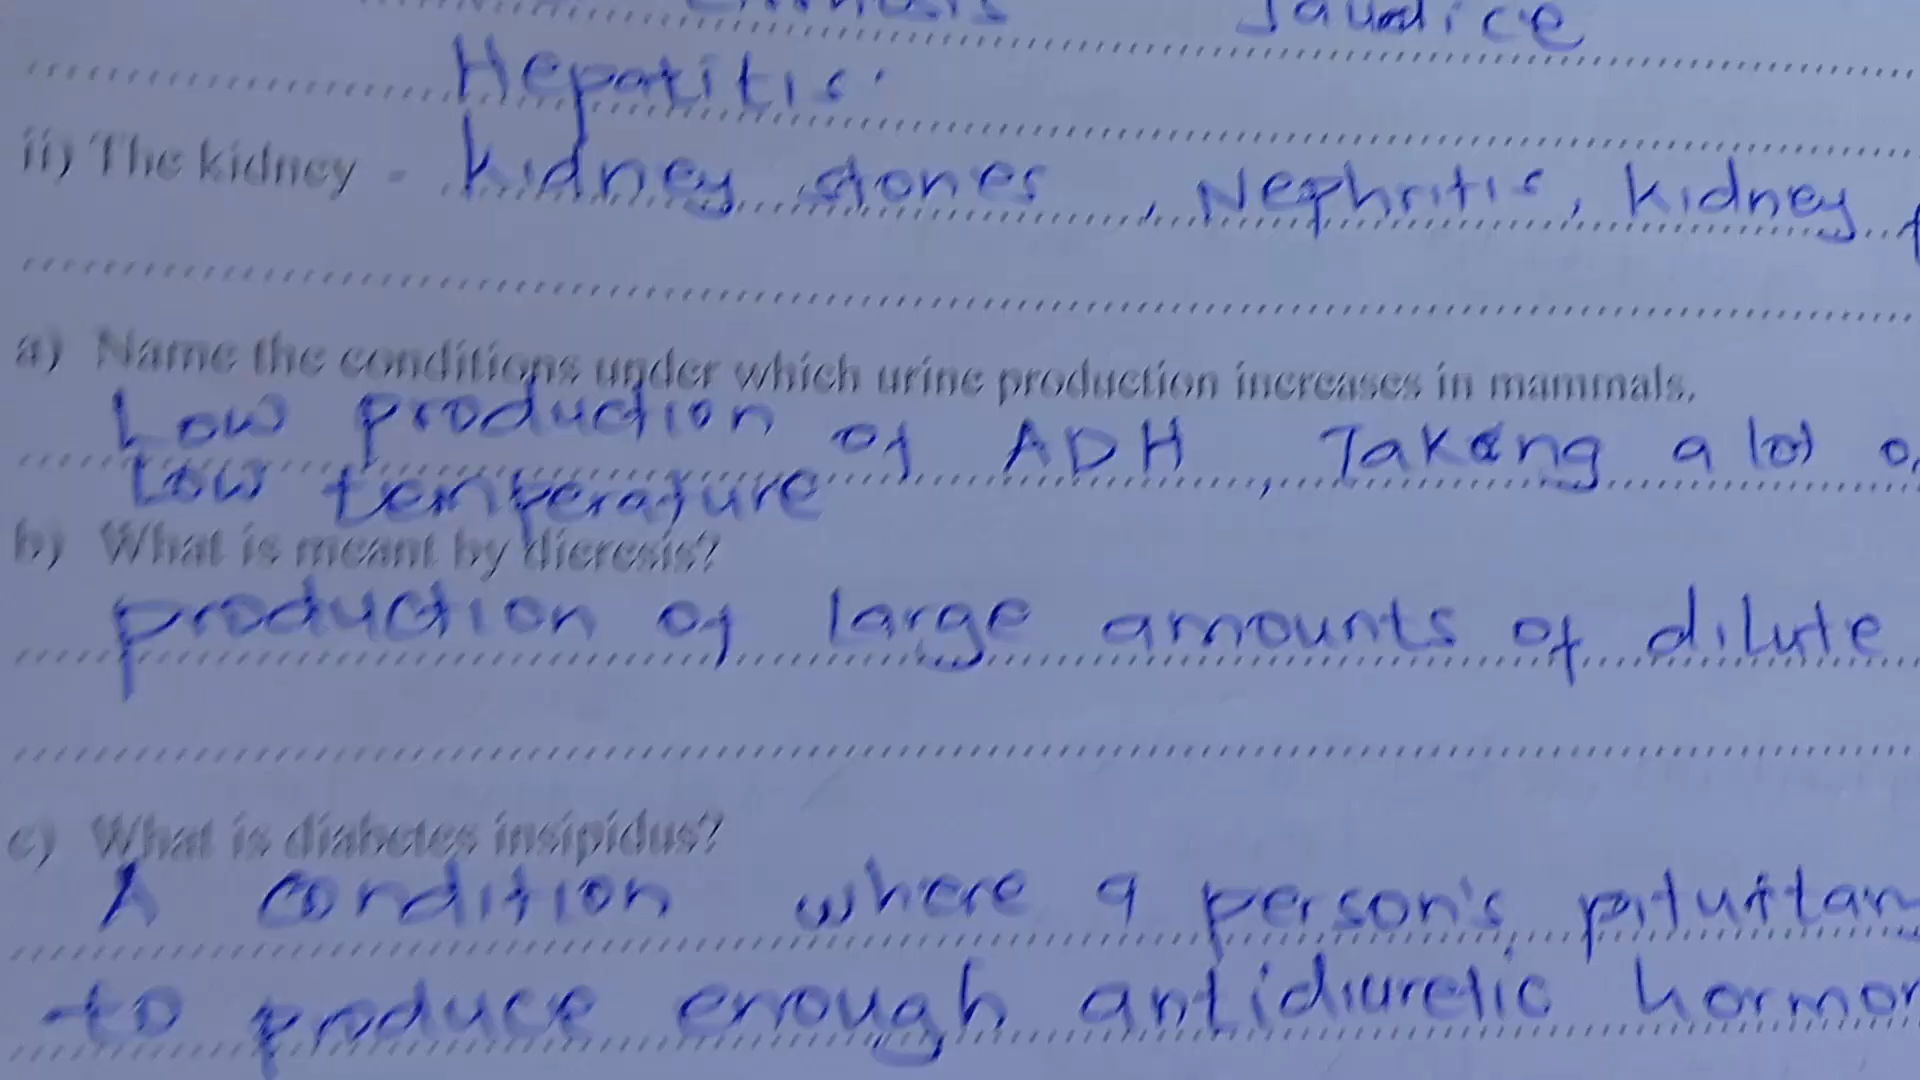 Jaundice
Hepatitis.
ii) The kidney - kidney stones, Nephritis, kidney
a) Name the conditions under which urine production increases in mammals.
Low production of ADH, Taking a lot
Low temperature
b) What is meant by dieresis?
production of large amounts of dilute
c) What is diabetes insipidus?
A condition where a person's pituitary
to produce enough antidiuretic hormon